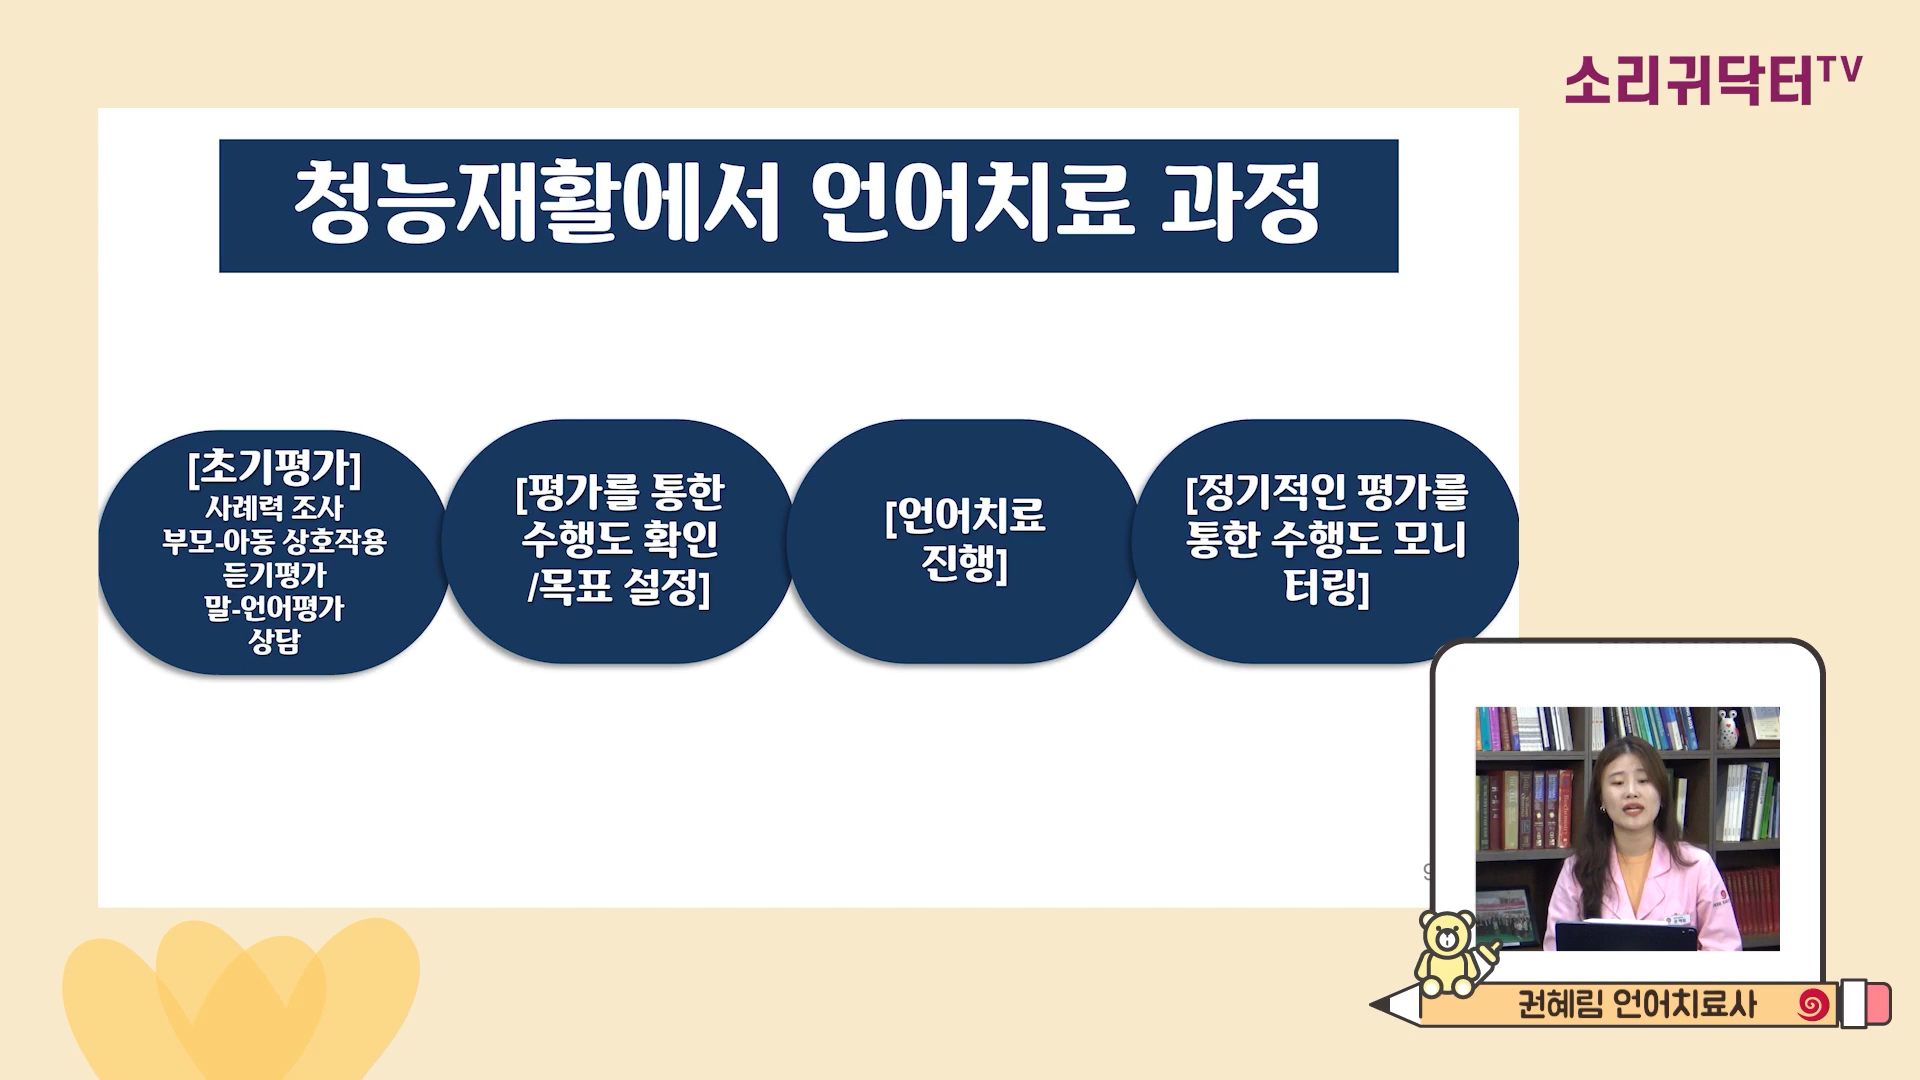 소리귀닥터TV
청능재활에서 언어치료 과정
[초기평가]
사례력 조사
부모-아동 상호작용
듣기평가
말-언어평가
상담
[평가를 통한
수행도 확인
/목표 설정]
[언어치료
진행]
[정기적인 평가를
통한 수행도 모니
터링]
권혜림 언어치료사